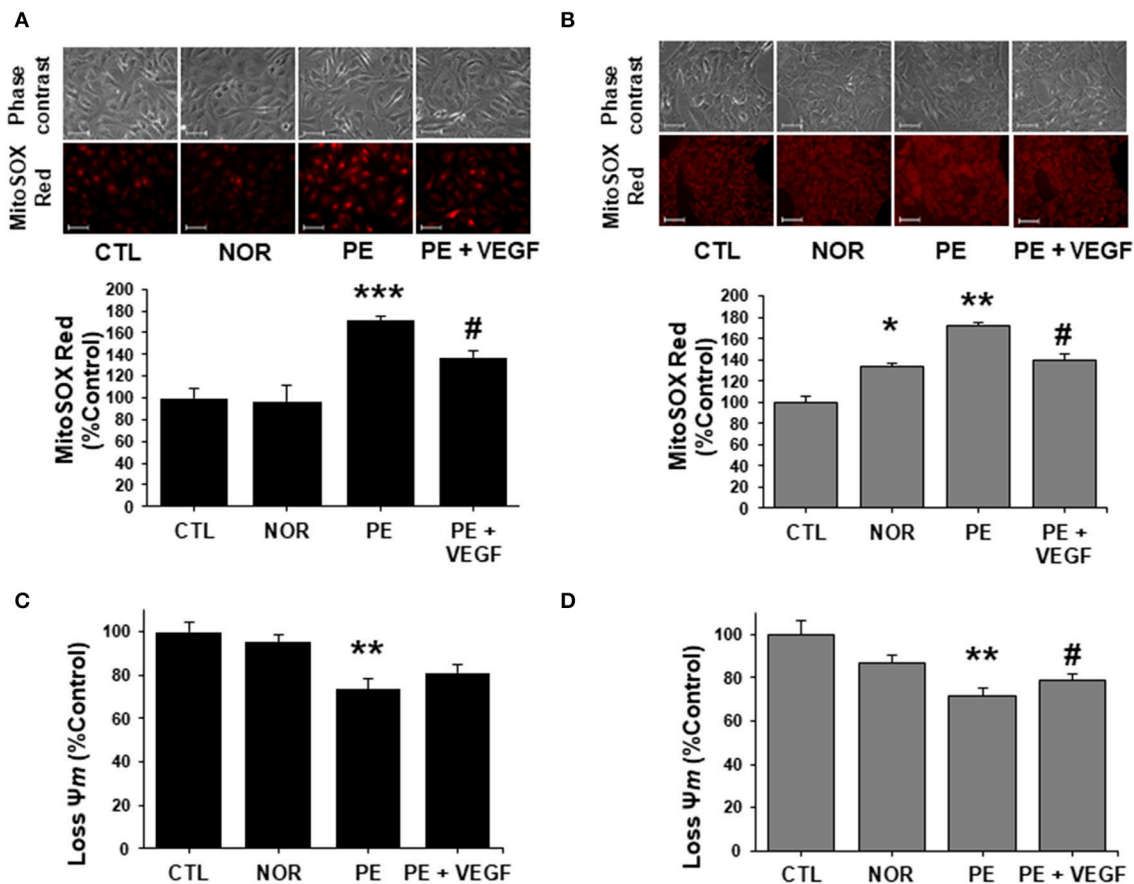 A
Phase
contrast
MitoSOX
Red
CTL NOR PE PE + VEGF
MitoSOX Red
(%Control)
200
180
160
140
120
100
80
60
40
20
0
***
#
CTL NOR PE PE +
VEGF
B
Phase
contrast
MitoSOX
Red
CTL NOR PE PE + VEGF
MitoSOX Red
(%Control)
200
180
160
140
120
100
80
60
40
20
0
*
**
#
CTL NOR PE PE +
VEGF
C
Loss Ψm (%Control)
100
80
60
40
20
0
**
CTL NOR PE PE + VEGF
D
Loss Ψm (%Control)
100
80
60
40
20
0
**
#
CTL NOR PE PE + VEGF